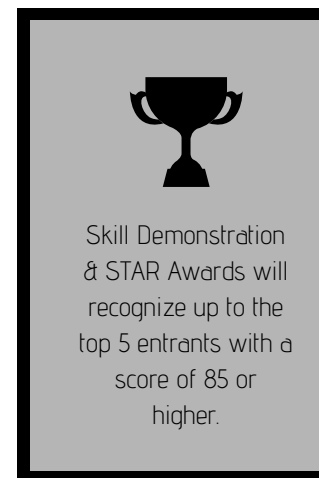 Skill Demonstration
& STAR Awards will
recognize up to the
top 5 entrants with a
score of 85 or
higher.